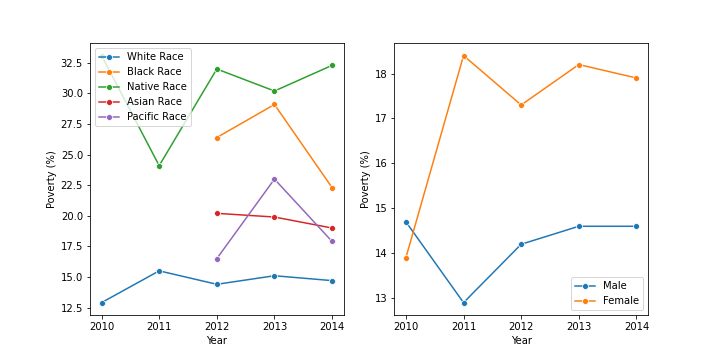 32.5
30.0
27.5
25.0
22.5
20.0
17.5
15.0
12.5
Poverty (%)
White Race
Black Race
Native Race
Asian Race
Pacific Race
2010 2011 2012 2013 2014
Year
18
17
16
15
14
13
Poverty (%)
Male
Female
2010 2011 2012 2013 2014
Year